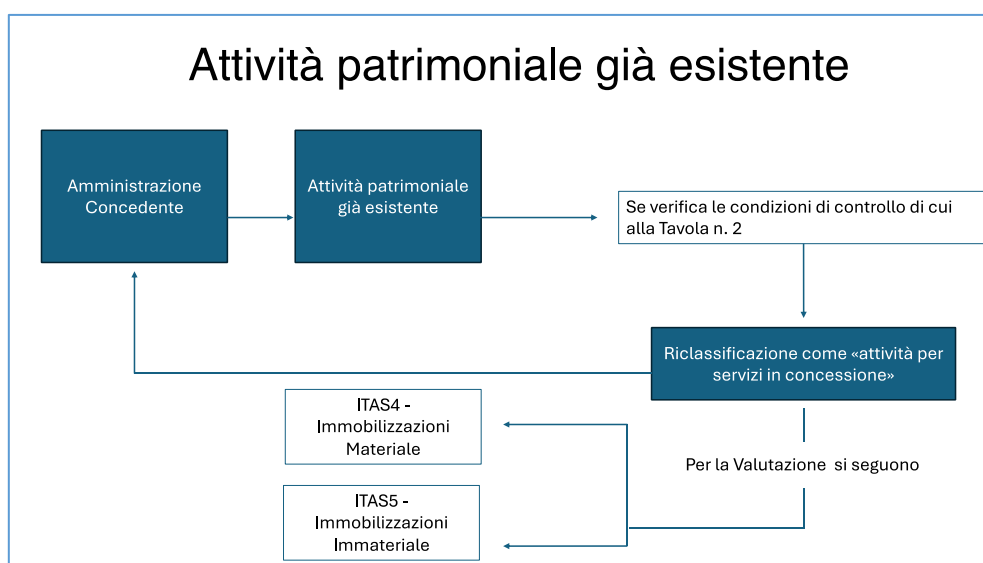 Attività patrimoniale già esistente
Amministrazione
Concedente
Attività patrimoniale
già esistente
Se verifica le condizioni di controllo di cui
alla Tavola n. 2
Riclassificazione come «attività per
servizi in concessione»
ITAS4 -
Immobilizzazioni
Materiale
Per la Valutazione si seguono
ITAS5 -
Immobilizzazioni
Immateriale